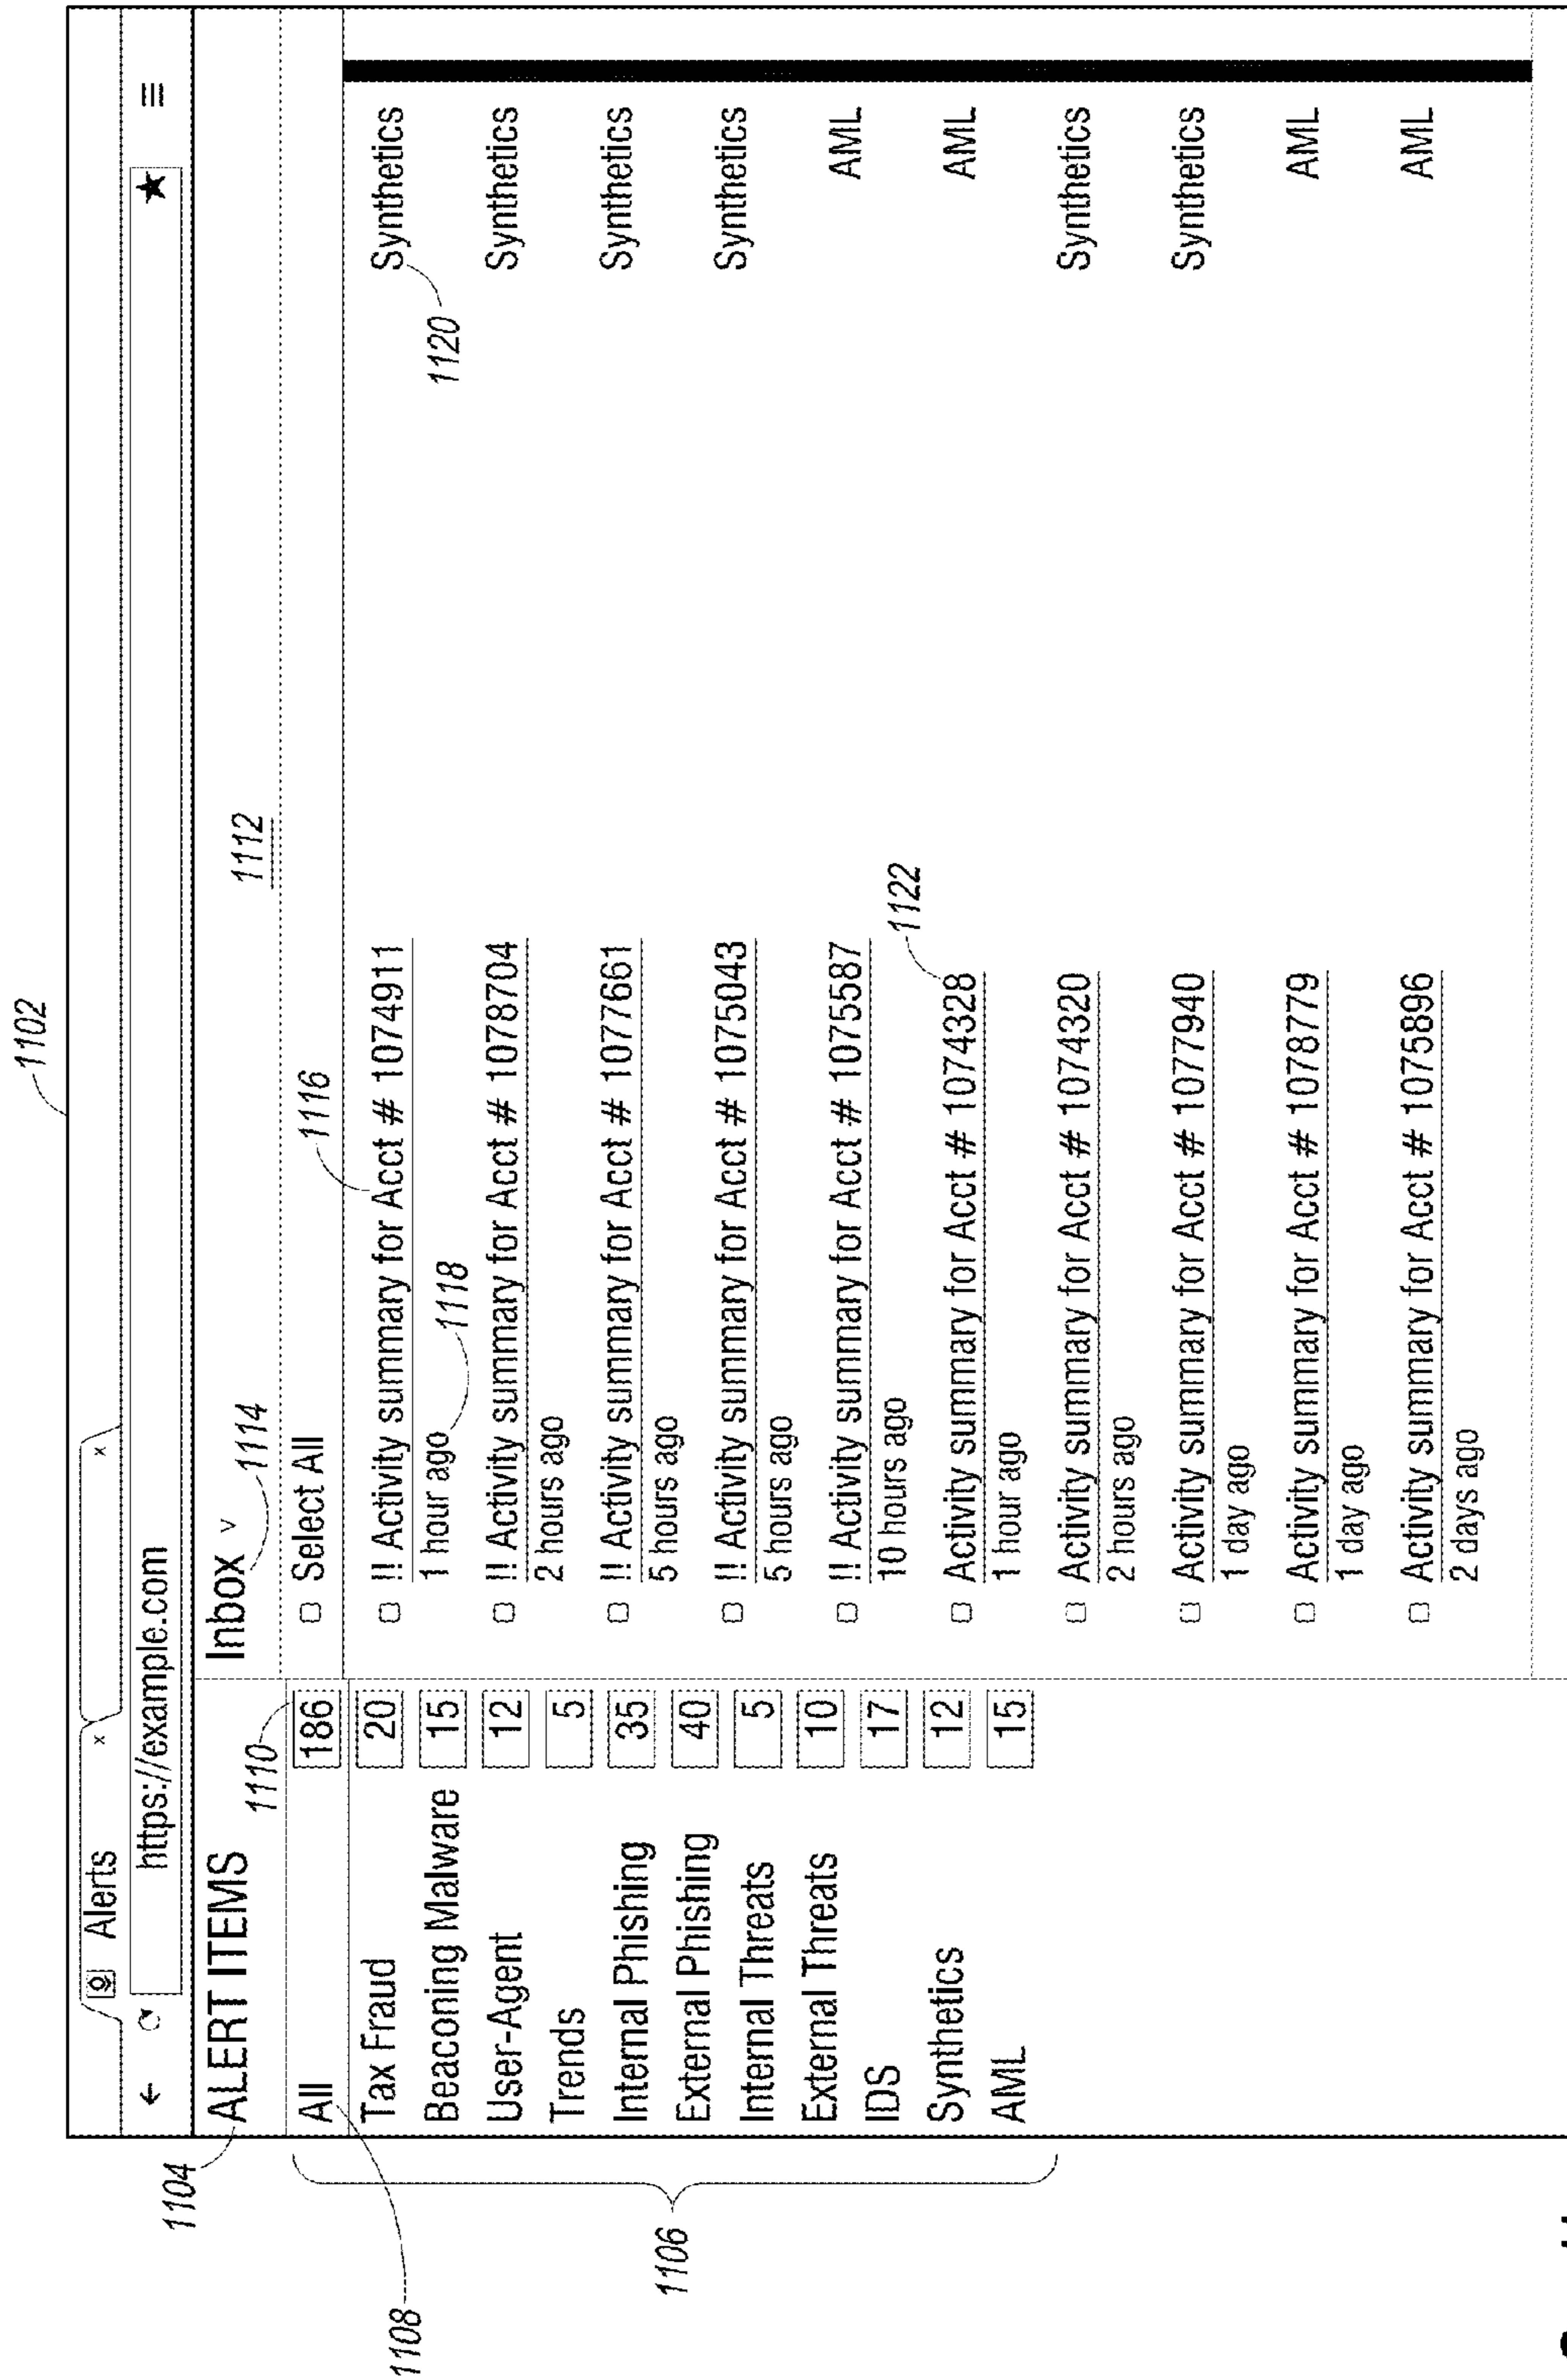 1102
Alerts x x
https://example.com
1104
ALERT ITEMS
1110
Inbox v
1114
1112
All 186
1108
1106
Tax Fraud 20
Beaconing Malware 15
User-Agent 12
Trends 5
Internal Phishing 35
External Phishing 40
Internal Threats 5
External Threats 10
IDS 17
Synthetics 12
AML 15
Select All
1116
!! Activity summary for Acct # 1074911 Synthetics
1 hour ago
1118
1120
!! Activity summary for Acct # 1078704 Synthetics
2 hours ago
!! Activity summary for Acct # 1077661 Synthetics
5 hours ago
!! Activity summary for Acct # 1075043 Synthetics
5 hours ago
!! Activity summary for Acct # 1075587 AML
10 hours ago
1122
Activity summary for Acct # 1074328 AML
1 hour ago
Activity summary for Acct # 1074320 Synthetics
2 hours ago
Activity summary for Acct # 1077940 Synthetics
1 day ago
Activity summary for Acct # 1078779 AML
1 day ago
Activity summary for Acct # 1075896 AML
2 days ago